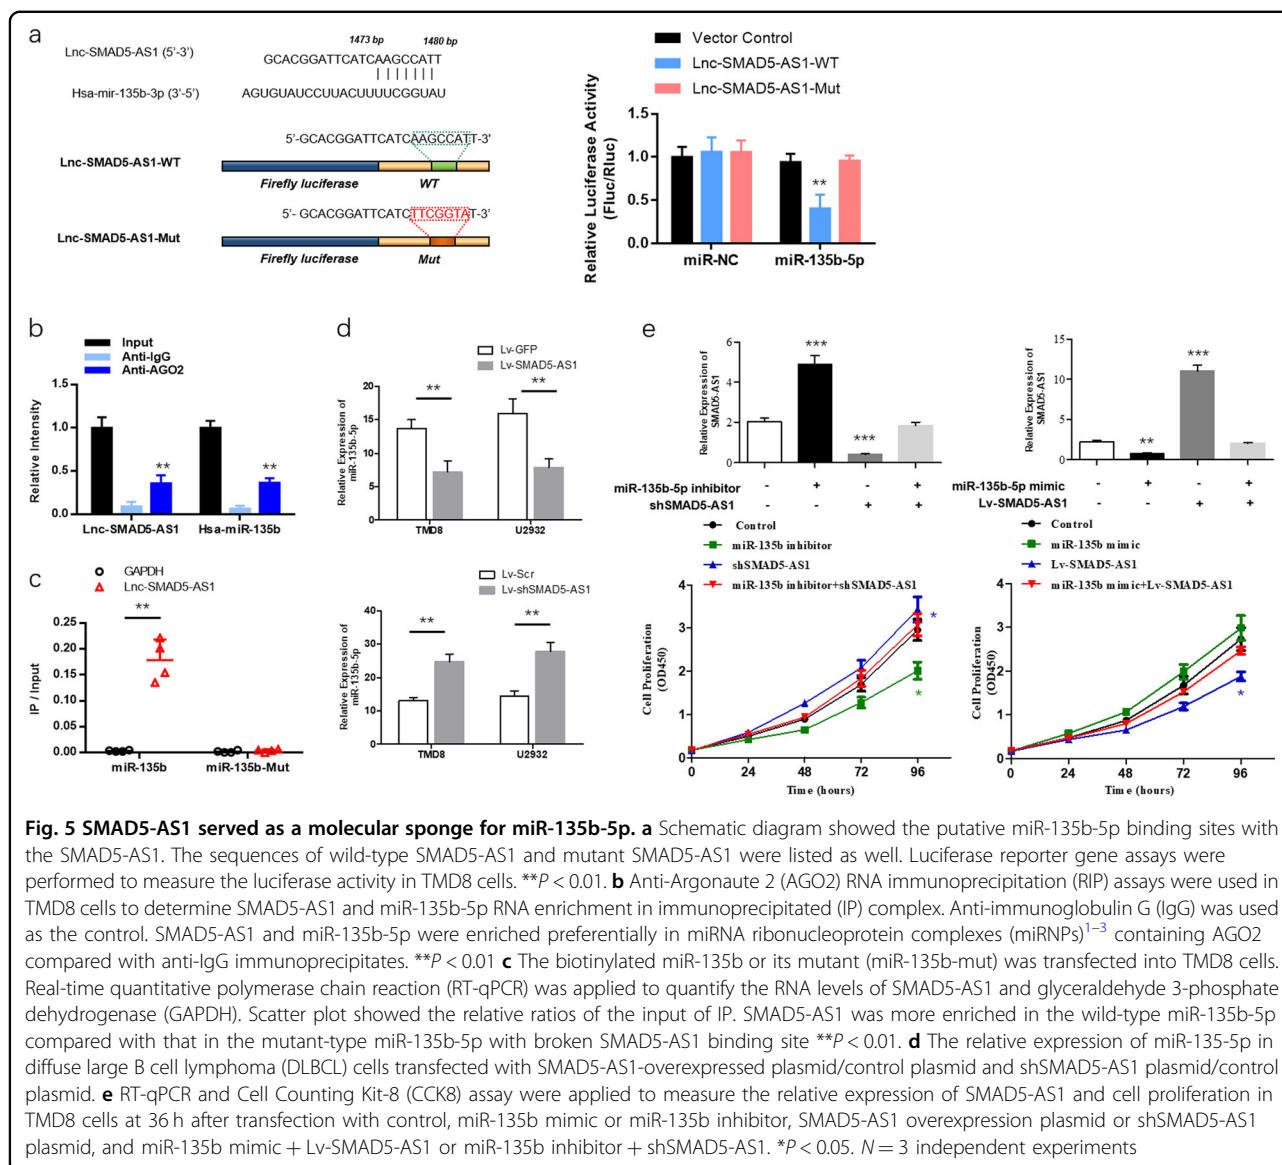 a
1473 bp 1480 bp
Lnc-SMAD5-AS1 (5'-3')
GCACGGATTCATCAAGCCATT
Hsa-mir-135b-3p (3'-5')
AGUGUAUCCUUACUUUUCGGUAU
5'-GCACGGATTCATCAAGCCATT-3'
Lnc-SMAD5-AS1-WT
Firefly luciferase WT
5'- GCACGGATTCATCTTCGGTAT-3'
Lnc-SMAD5-AS1-Mut
Firefly luciferase Mut
Vector Control
Lnc-SMAD5-AS1-WT
Lnc-SMAD5-AS1-Mut
Relative Luciferase Activity
(Fluc/Rluc)
1.5
1.0
0.5
0.0
**
miR-NC miR-135b-5p
b
Input
Anti-IgG
Anti-AGO2
Relative Intensity
1.5
1.0
0.5
0.0
** **
Lnc-SMAD5-AS1 Hsa-miR-135b
c
GAPDH
Lnc-SMAD5-AS1
IP / Input
0.25
0.20
0.15
0.10
0.05
0.00
**
miR-135b miR-135b-Mut
d
Lv-GFP
Lv-SMAD5-AS1
Relative Expression of
miR-135b-5p
20
15
10
5
0
** **
TMD8 U2932
Lv-Scr
Lv-shSMAD5-AS1
Relative Expression of
miR-135b-5p
40
30
20
10
0
** **
TMD8 U2932
e
Relative Expression of
SMAD5-AS1
6
4
2
0
*** ***
miR-135b-5p inhibitor - + - +
shSMAD5-AS1 - - + +
Relative Expression of
SMAD5-AS1
15
10
5
0
** ***
miR-135b-5p mimic - + - +
Lv-SMAD5-AS1 - - + +
Control
miR-135b inhibitor
shSMAD5-AS1
miR-135b inhibitor+shSMAD5-AS1
Cell Proliferation
(OD450)
4
3
2
1
0
*
*
0 24 48 72 96
Time (hours)
Control
miR-135b mimic
Lv-SMAD5-AS1
miR-135b mimic+Lv-SMAD5-AS1
Cell Proliferation
(OD450)
4
3
2
1
0
*
0 24 48 72 96
Time (hours)
Fig. 5 SMAD5-AS1 served as a molecular sponge for miR-135b-5p. a Schematic diagram showed the putative miR-135b-5p binding sites with
the SMAD5-AS1. The sequences of wild-type SMAD5-AS1 and mutant SMAD5-AS1 were listed as well. Luciferase reporter gene assays were
performed to measure the luciferase activity in TMD8 cells. **P < 0.01. b Anti-Argonaute 2 (AGO2) RNA immunoprecipitation (RIP) assays were used in
TMD8 cells to determine SMAD5-AS1 and miR-135b-5p RNA enrichment in immunoprecipitated (IP) complex. Anti-immunoglobulin G (IgG) was used
as the control. SMAD5-AS1 and miR-135b-5p were enriched preferentially in miRNA ribonucleoprotein complexes (miRNPs)1–3 containing AGO2
compared with anti-IgG immunoprecipitates. **P < 0.01 c The biotinylated miR-135b or its mutant (miR-135b-mut) was transfected into TMD8 cells.
Real-time quantitative polymerase chain reaction (RT-qPCR) was applied to quantify the RNA levels of SMAD5-AS1 and glyceraldehyde 3-phosphate
dehydrogenase (GAPDH). Scatter plot showed the relative ratios of the input of IP. SMAD5-AS1 was more enriched in the wild-type miR-135b-5p
compared with that in the mutant-type miR-135b-5p with broken SMAD5-AS1 binding site **P < 0.01. d The relative expression of miR-135-5p in
diffuse large B cell lymphoma (DLBCL) cells transfected with SMAD5-AS1-overexpressed plasmid/control plasmid and shSMAD5-AS1 plasmid/control
plasmid. e RT-qPCR and Cell Counting Kit-8 (CCK8) assay were applied to measure the relative expression of SMAD5-AS1 and cell proliferation in
TMD8 cells at 36 h after transfection with control, miR-135b mimic or miR-135b inhibitor, SMAD5-AS1 overexpression plasmid or shSMAD5-AS1
plasmid, and miR-135b mimic + Lv-SMAD5-AS1 or miR-135b inhibitor + shSMAD5-AS1. *P < 0.05. N = 3 independent experiments